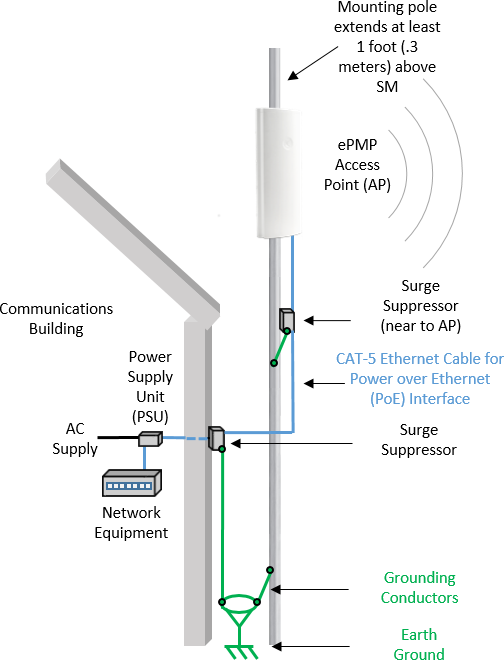 Mounting pole
extends at least
1 foot (.3
meters) above
SM
ePMP
Access
Point (AP)
Communications
Building
Surge
Suppressor
(near to AP)
Power
Supply
Unit
(PSU)
CAT-5 Ethernet Cable for
Power over Ethernet
(PoE) Interface
AC
Supply
Surge
Suppressor
Network
Equipment
Grounding
Conductors
Earth
Ground